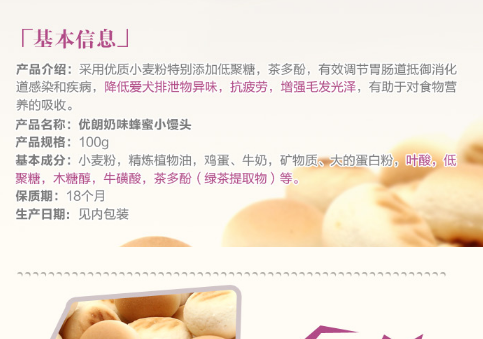 「基本信息」
产品介绍：采用优质小麦粉特别添加低聚糖，茶多酚，有效调节胃肠道抵御消化
道感染和疾病，降低爱犬排泄物异味，抗疲劳，增强毛发光泽，有助于对食物营
养的吸收。
产品名称：优朗奶味蜂蜜小馒头
产品规格：100g
基本成分：小麦粉，精炼植物油，鸡蛋、牛奶，矿物质、大的蛋白粉，叶酸，低
聚糖，木糖醇，牛磺酸，茶多酚（绿茶提取物）等。
保质期：18个月
生产日期：见内包装